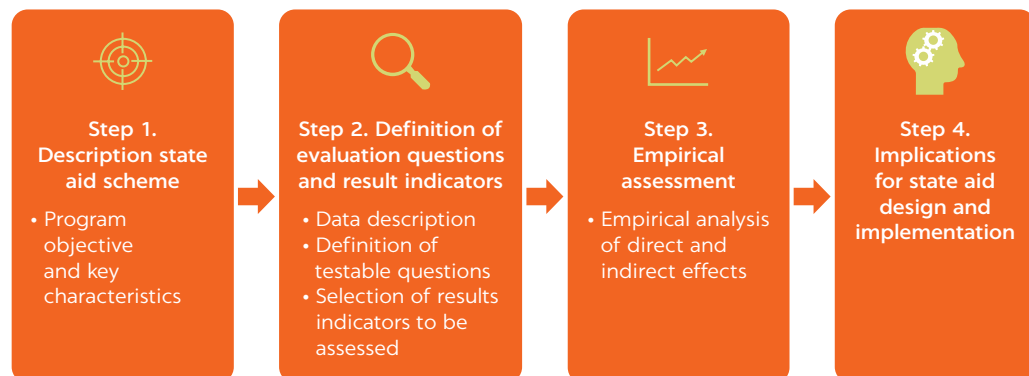 Step 1.
Description state
aid scheme
• Program
objective
and key
characteristics
Step 2. Definition of
evaluation questions
and result indicators
• Data description
• Definition of
testable questions
• Selection of results
indicators to be
assessed
Step 3.
Empirical
assessment
• Empirical analysis
of direct and
indirect effects
Step 4.
Implications
for state aid
design and
implementation